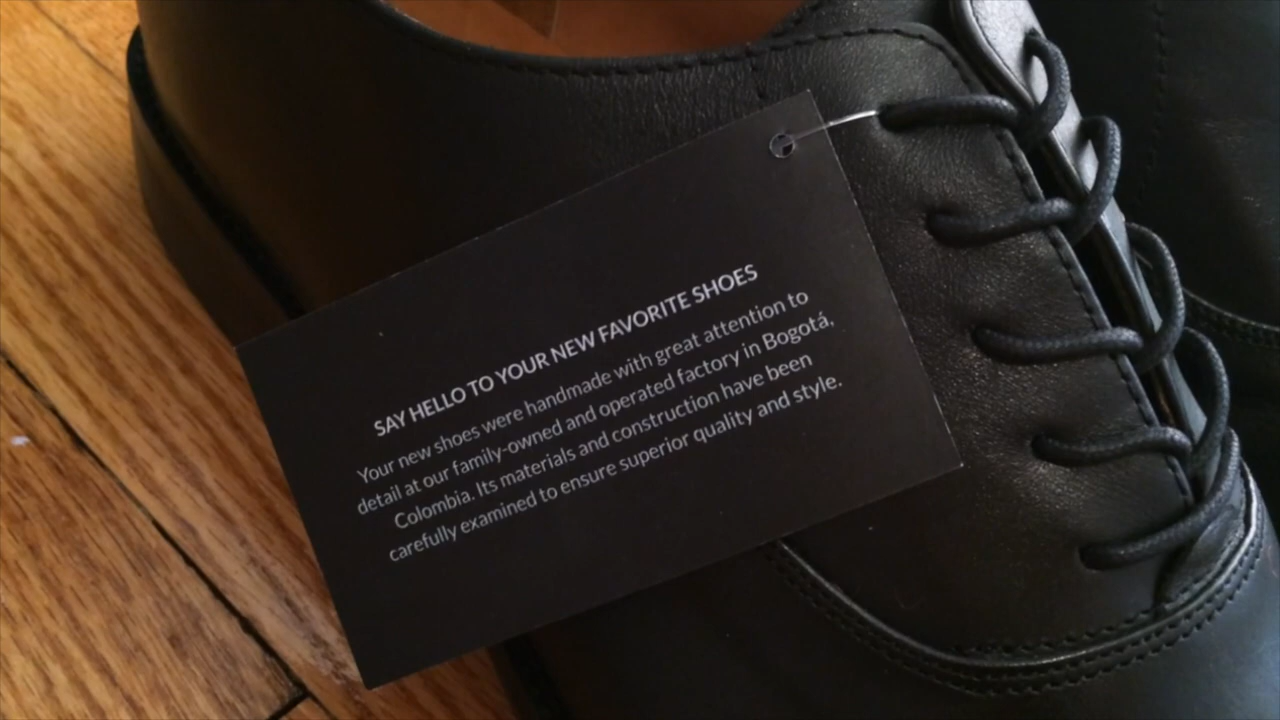 SAY HELLO TO YOUR NEW FAVORITE SHOES
Your new shoes were handmade with great attention to
detail at our family-owned and operated factory in Bogotá,
Colombia. Its materials and construction have been
carefully examined to ensure superior quality and style.